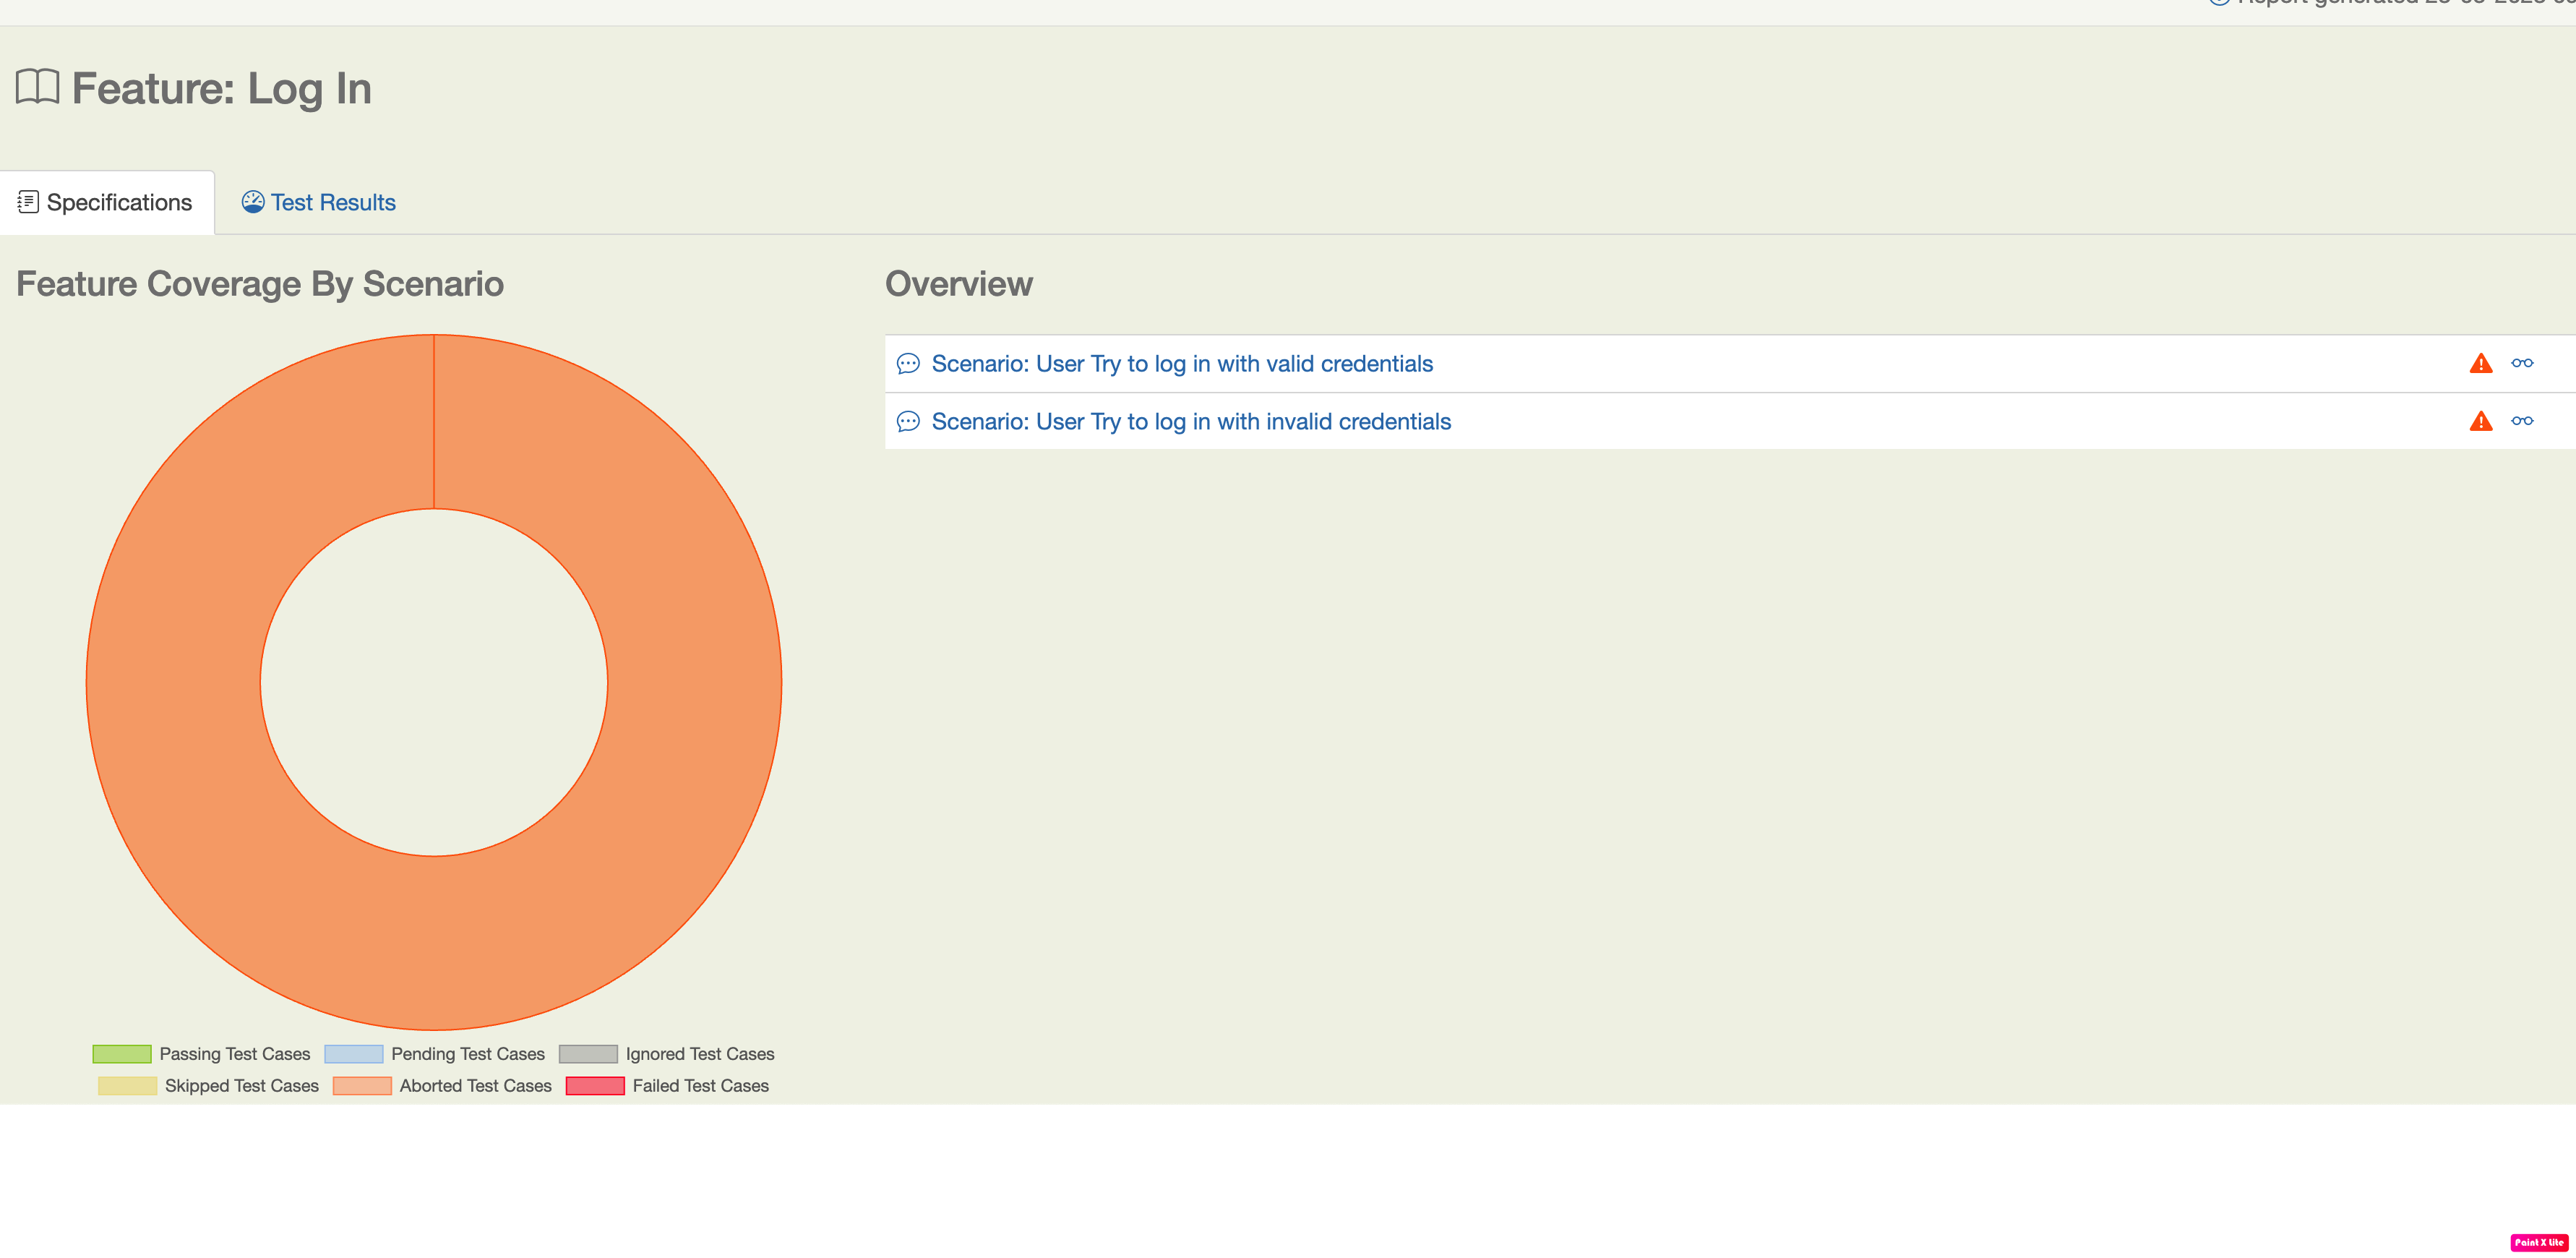 Report generated
Feature: Log In
Specifications
Test Results
Feature Coverage By Scenario
Overview
Scenario: User Try to log in with valid credentials
Scenario: User Try to log in with invalid credentials
Passing Test Cases
Pending Test Cases
Ignored Test Cases
Skipped Test Cases
Aborted Test Cases
Failed Test Cases
Paint X lite